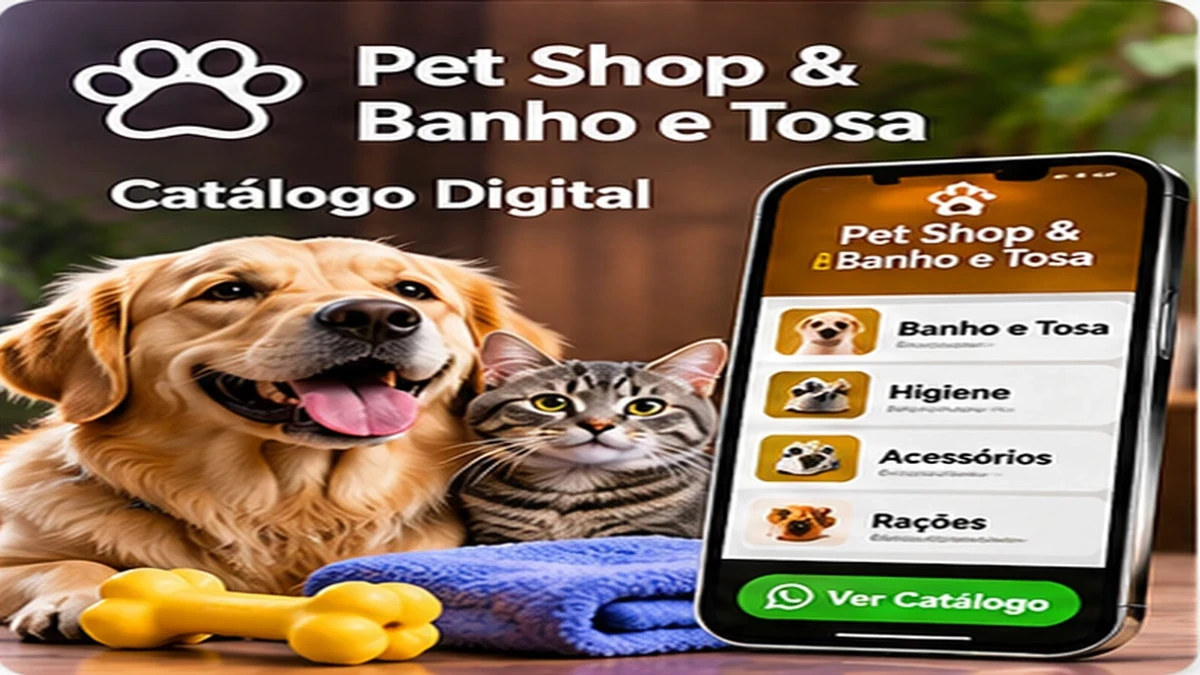 Pet Shop &
Banho e Tosa
Catálogo Digital
Pet Shop &
Banho e Tosa
Banho e Tosa
Higiene
Acessórios
Rações
Ver Catálogo